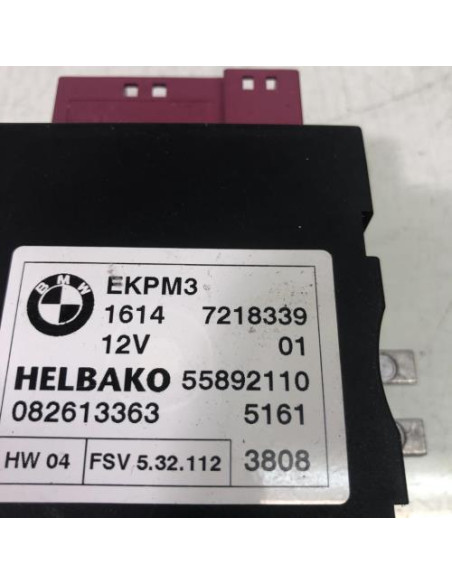 BMW
EKPM3
1614 7218339
12V 01
HELBAKO 55892110
082613363 5161
HW 04 FSV 5.32.112 3808